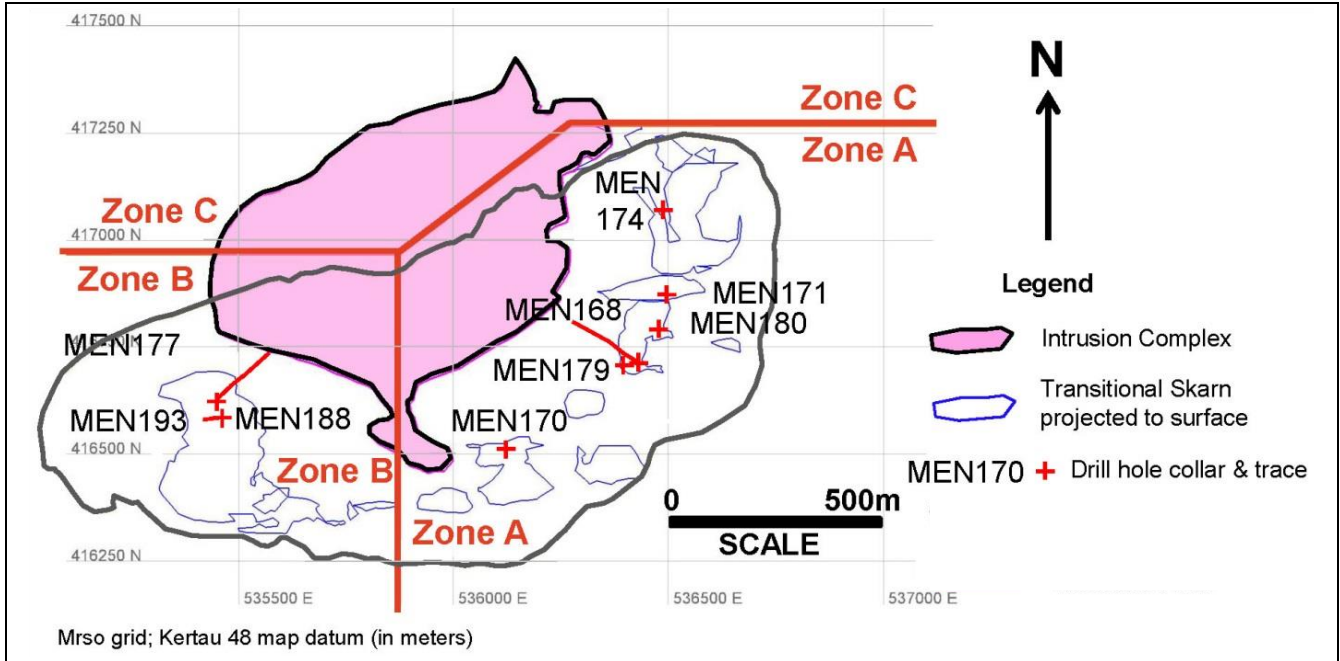 417500 N
N
Zone C
417250 N
Zone A
MEN
174
Zone C
417000 N
Zone B
Legend
MEN168
MEN171
MEN180
Intrusion Complex
MEN177
MEN179
Transitional Skarn
projected to surface
MEN193
MEN188
MEN170
416500 N
Zone B
MEN170
Drill hole collar & trace
0
500m
SCALE
Zone A
416250 N
535500 E
536000 E
536500 E
537000 E
Mrso grid; Kertau 48 map datum (in meters)